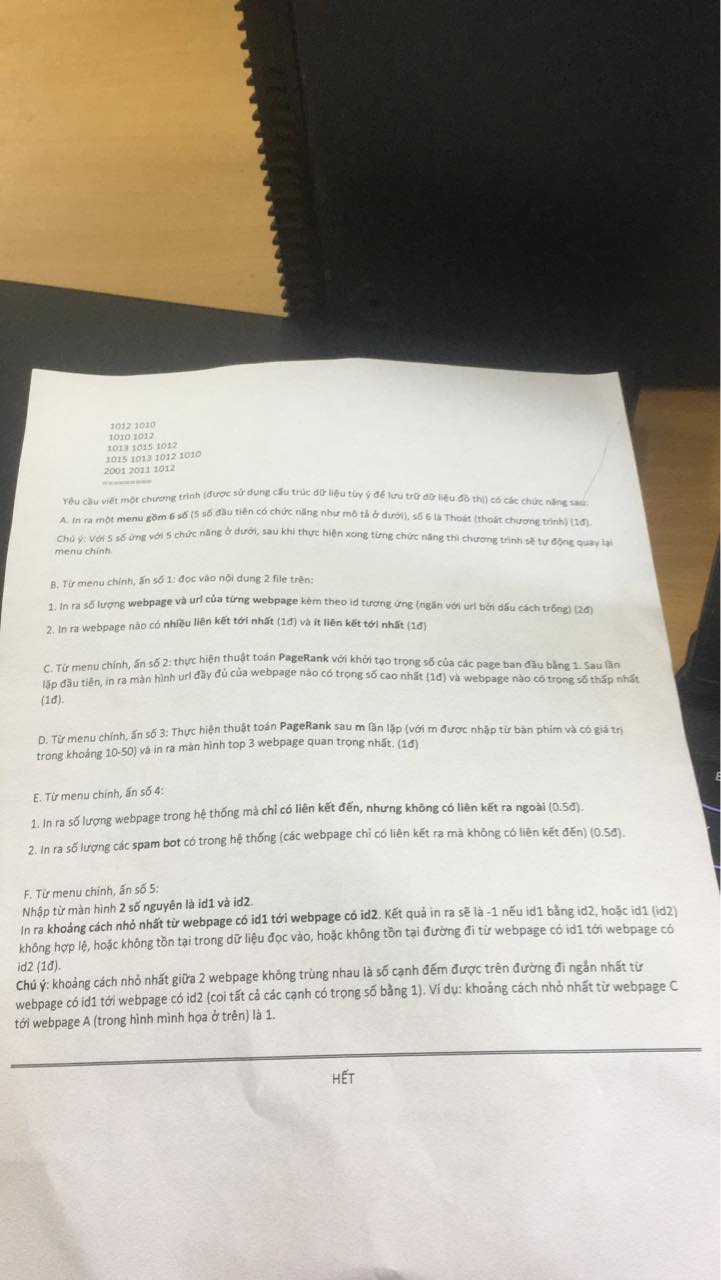 1012 1010
1010 1012
1013 1015 1012
1015 1013 1012 1010
2001 2011 1012
==========
Yêu cầu viết một chương trình (được sử dụng cấu trúc dữ liệu tùy ý để lưu trữ dữ liệu đồ thị) có các chức năng sau:
A. In ra một menu gồm 6 số (5 số đầu tiên có chức năng như mô tả ở dưới), số 6 là Thoát (thoát chương trình) (1đ).
Chú ý: Với 5 số ứng với 5 chức năng ở dưới, sau khi thực hiện xong từng chức năng thì chương trình sẽ tự động quay lại
menu chính.
B. Từ menu chính, ấn số 1: đọc vào nội dung 2 file trên:
1. In ra số lượng webpage và url của từng webpage kèm theo id tương ứng (ngăn với url bởi dấu cách trống) (2đ)
2. In ra webpage nào có nhiều liên kết tới nhất (1đ) và ít liên kết tới nhất (1đ)
C. Từ menu chính, ấn số 2: thực hiện thuật toán PageRank với khởi tạo trọng số của các page ban đầu bằng 1. Sau lần
lặp đầu tiên, in ra màn hình url đầy đủ của webpage nào có trọng số cao nhất (1đ) và webpage nào có trọng số thấp nhất
(1đ).
D. Từ menu chính, ấn số 3: Thực hiện thuật toán PageRank sau m lần lặp (với m được nhập từ bàn phím và có giá trị
trong khoảng 10-50) và in ra màn hình top 3 webpage quan trọng nhất. (1đ)
E. Từ menu chính, ấn số 4:
1. In ra số lượng webpage trong hệ thống mà chỉ có liên kết đến, nhưng không có liên kết ra ngoài (0.5đ).
2. In ra số lượng các spam bot có trong hệ thống (các webpage chỉ có liên kết ra mà không có liên kết đến) (0.5đ).
F. Từ menu chính, ấn số 5:
Nhập từ màn hình 2 số nguyên là id1 và id2.
In ra khoảng cách nhỏ nhất từ webpage có id1 tới webpage có id2. Kết quả in ra sẽ là -1 nếu id1 bằng id2, hoặc id1 (id2)
không hợp lệ, hoặc không tồn tại trong dữ liệu đọc vào, hoặc không tồn tại đường đi từ webpage có id1 tới webpage có
id2 (1đ).
Chú ý: khoảng cách nhỏ nhất giữa 2 webpage không trùng nhau là số cạnh đếm được trên đường đi ngắn nhất từ
webpage có id1 tới webpage có id2 (coi tất cả các cạnh có trọng số bằng 1). Ví dụ: khoảng cách nhỏ nhất từ webpage C
tới webpage A (trong hình minh họa ở trên) là 1.
HẾT